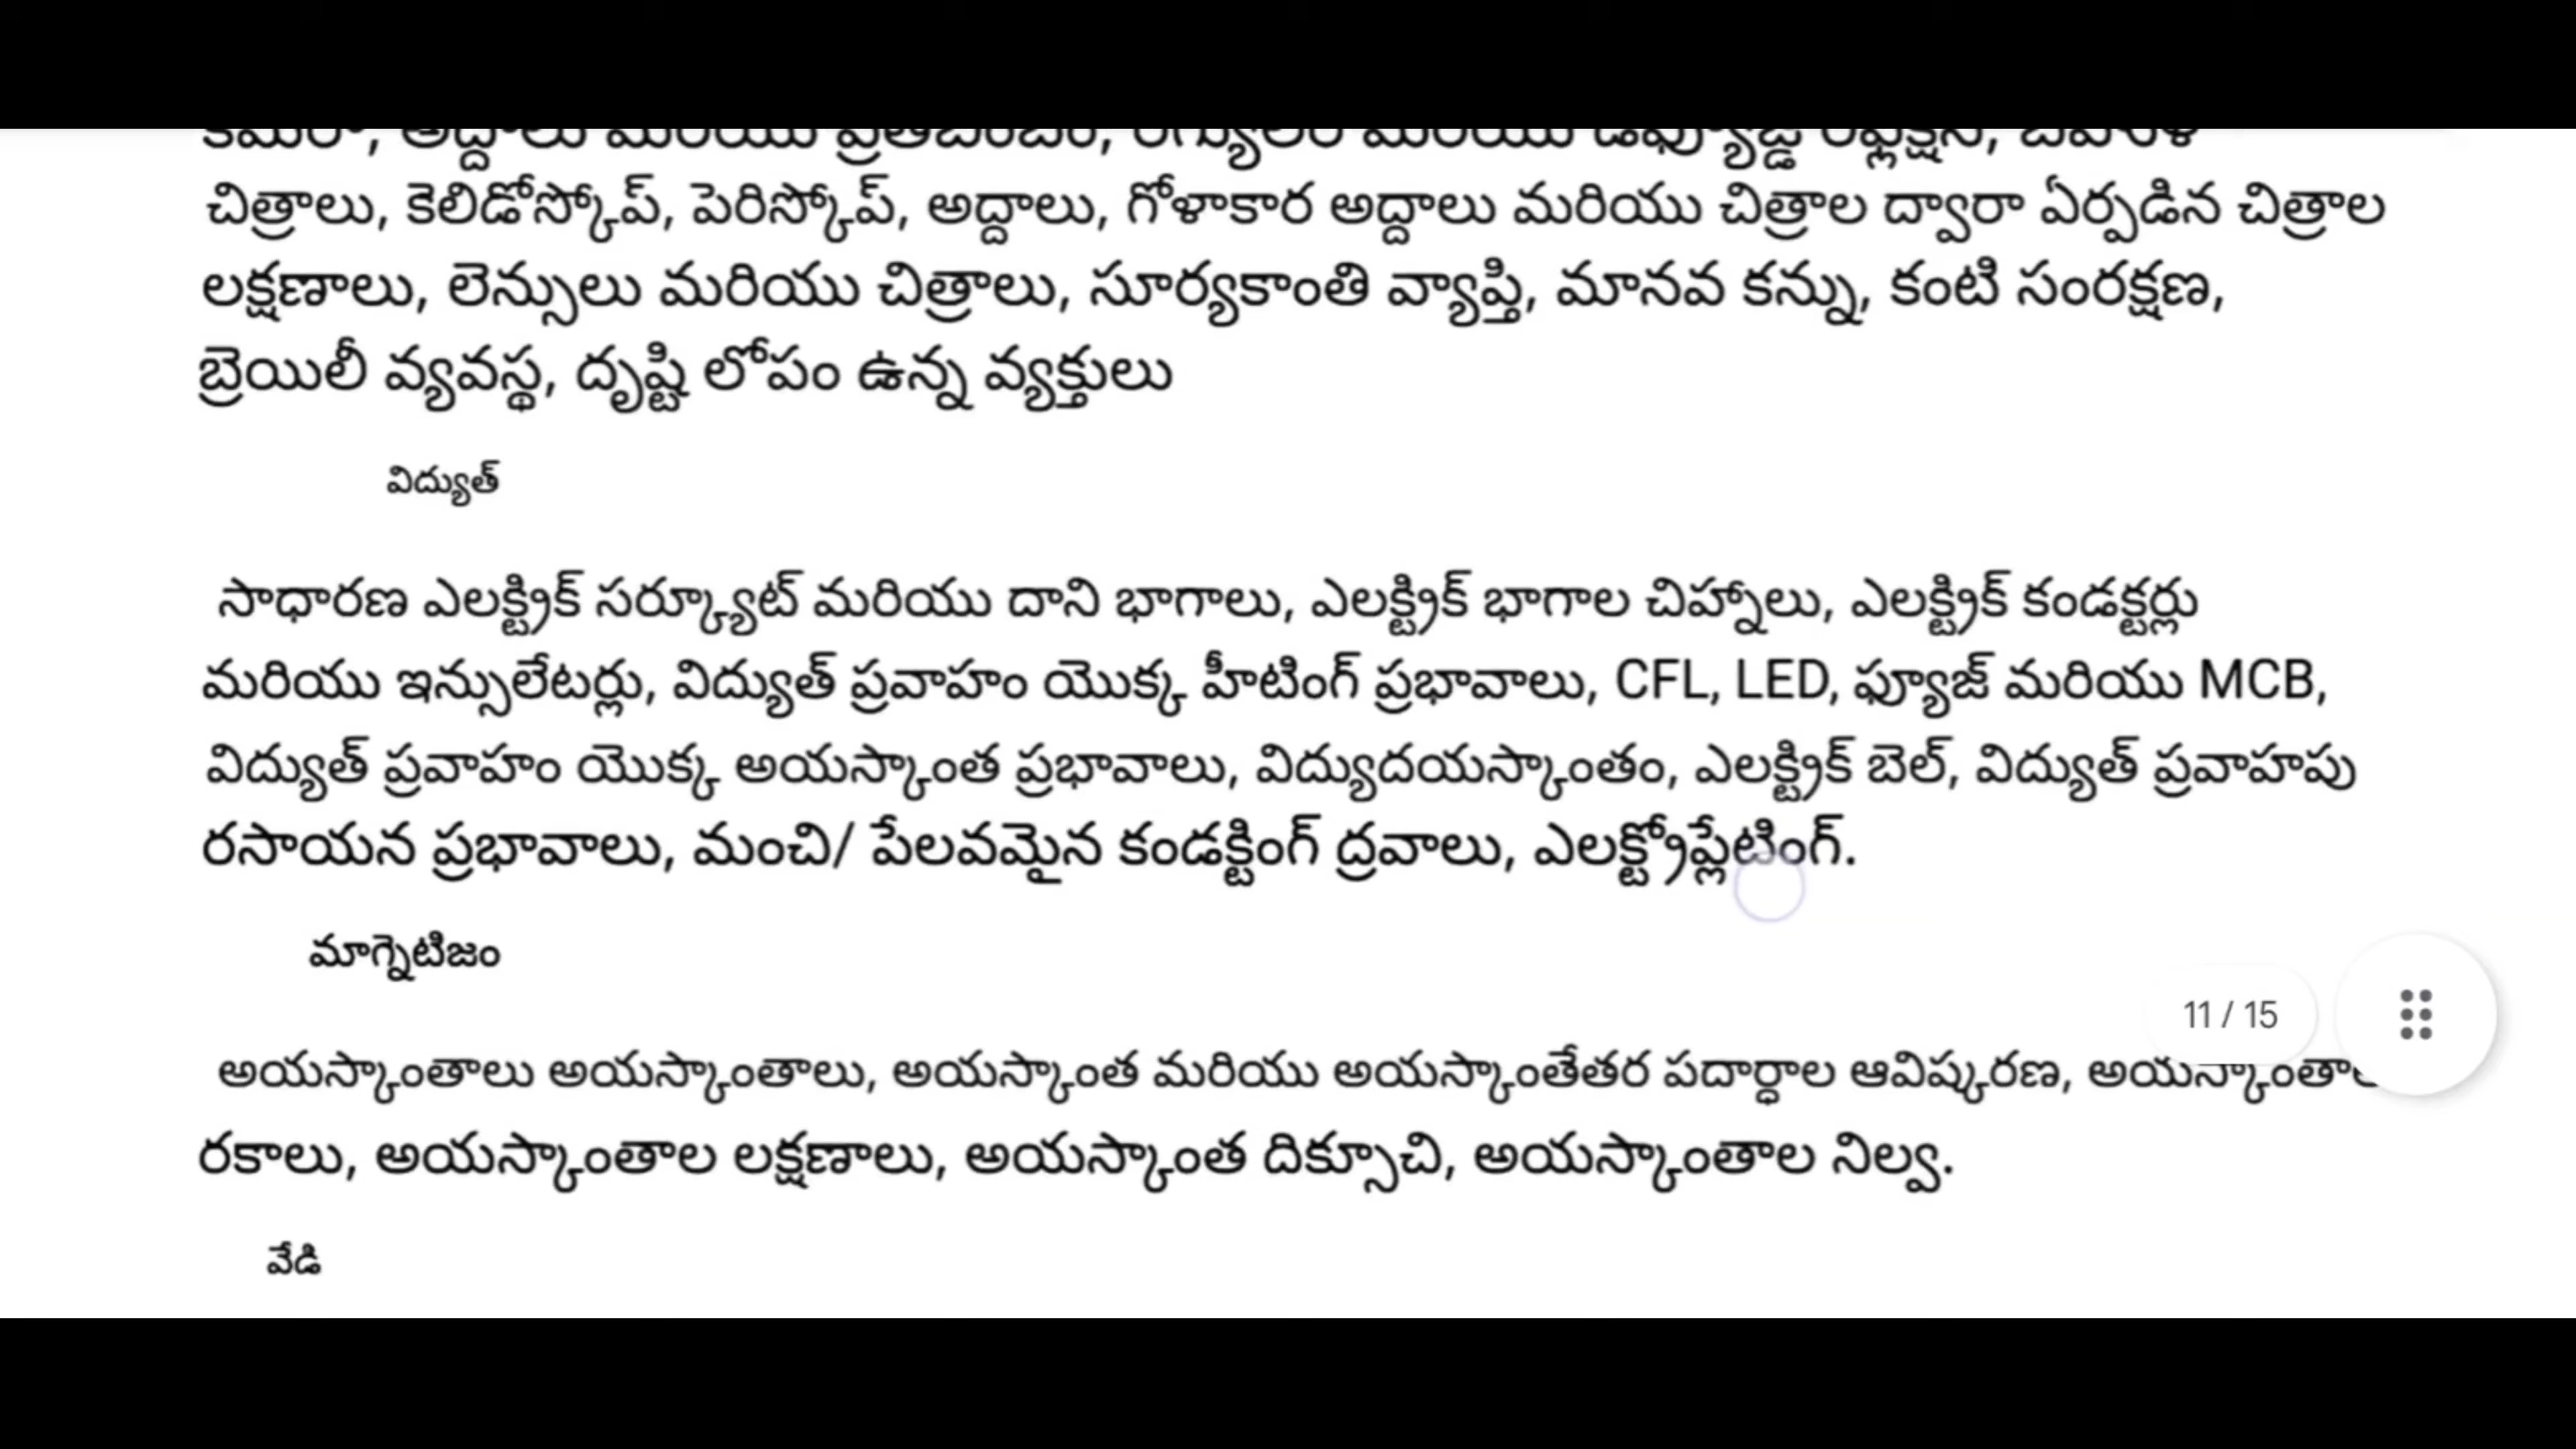 చిత్రాలు, కెలిడోస్కోప్, పెరిస్కోప్, అద్దాలు, గోళాకార అద్దాలు మరియు చిత్రాల ద్వారా ఏర్పడిన చిత్రాల
లక్షణాలు, లెన్సులు మరియు చిత్రాలు, సూర్యకాంతి వ్యాప్తి, మానవ కన్ను, కంటి సంరక్షణ,
బ్రెయిలీ వ్యవస్థ, దృష్టి లోపం ఉన్న వ్యక్తులు
విద్యుత్
సాధారణ ఎలక్ట్రిక్ సర్క్యూట్ మరియు దాని భాగాలు, ఎలక్ట్రిక్ భాగాల చిహ్నాలు, ఎలక్ట్రిక్ కండక్టర్లు
మరియు ఇన్సులేటర్లు, విద్యుత్ ప్రవాహం యొక్క హీటింగ్ ప్రభావాలు, CFL, LED, ఫ్యూజ్ మరియు MCB,
విద్యుత్ ప్రవాహం యొక్క అయస్కాంత ప్రభావాలు, విద్యుదయస్కాంతం, ఎలక్ట్రిక్ బెల్, విద్యుత్ ప్రవాహపు
రసాయన ప్రభావాలు, మంచి/ పేలవమైన కండక్టింగ్ ద్రవాలు, ఎలక్ట్రోప్లేటింగ్.
మాగ్నెటిజం
11 / 15
అయస్కాంతాలు అయస్కాంతాలు, అయస్కాంత మరియు అయస్కాంతేతర పదార్థాల ఆవిష్కరణ,
రకాలు, అయస్కాంతాల లక్షణాలు, అయస్కాంత దిక్సూచి, అయస్కాంతాల నిల్వ.
వేడి